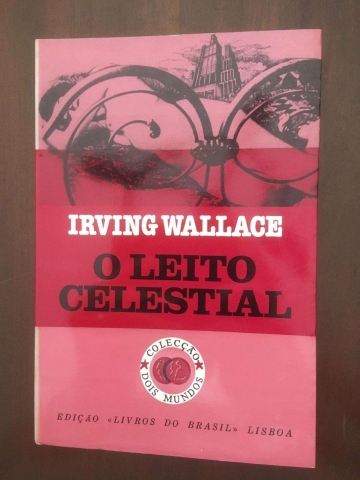 IRVING WALLACE
O LEITO
CELESTIAL
COLECÇÃO
DOIS MUNDOS
EDIÇÃO «LIVROS DO BRASIL» LISBOA